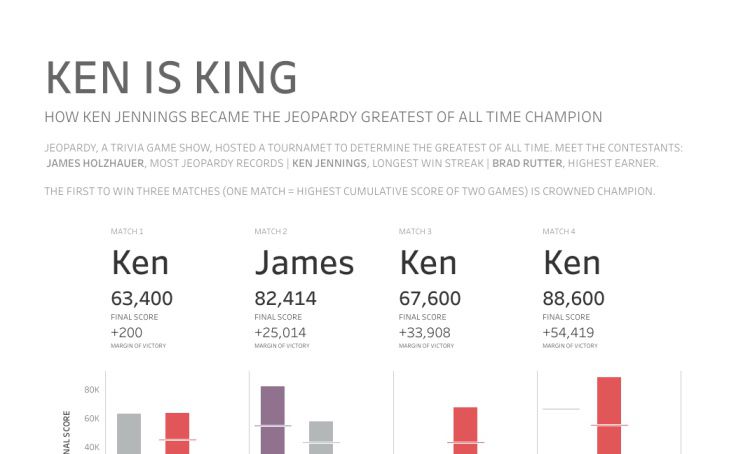 KEN IS KING
HOW KEN JENNINGS BECAME THE JEOPARDY GREATEST OF ALL TIME CHAMPION
JEOPARDY, A TRIVIA GAME SHOW, HOSTED A TOURNAMET TO DETERMINE THE GREATEST OF ALL TIME. MEET THE CONTESTANTS:
JAMES HOLZHAUER, MOST JEOPARDY RECORDS | KEN JENNINGS, LONGEST WIN STREAK | BRAD RUTTER, HIGHEST EARNER.
THE FIRST TO WIN THREE MATCHES (ONE MATCH = HIGHEST CUMULATIVE SCORE OF TWO GAMES) IS CROWNED CHAMPION.
MATCH 1 MATCH 2 MATCH 3 MATCH 4
Ken James Ken Ken
63,400 82,414 67,600 88,600
FINAL SCORE FINAL SCORE FINAL SCORE FINAL SCORE
+200 +25,014 +33,908 +54,419
MARGIN OF VICTORY MARGIN OF VICTORY MARGIN OF VICTORY MARGIN OF VICTORY
80K
60K
40K
NAL SCORE